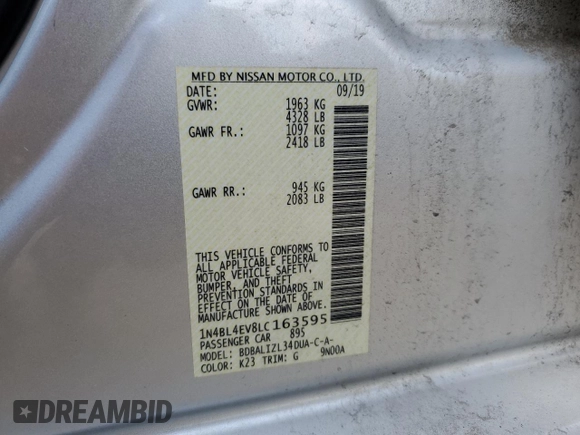 MFD BY NISSAN MOTOR CO., LTD.
DATE: 09/19
GVWR: 1963 KG
4328 LB
GAWR FR.: 1097 KG
2418 LB
GAWR RR.: 945 KG
2083 LB
THIS VEHICLE CONFORMS TO
ALL APPLICABLE FEDERAL
MOTOR VEHICLE SAFETY,
BUMPER, AND THEFT
PREVENTION STANDARDS IN
EFFECT ON THE DATE OF
MANUFACTURE SHOWN ABOVE.
1N4BL4EV8LC163595
PASSENGER CAR 895
MODEL: BDBALIZL34DUA-C-A-
COLOR: K23 TRIM: G 9N00A
DREAMBID